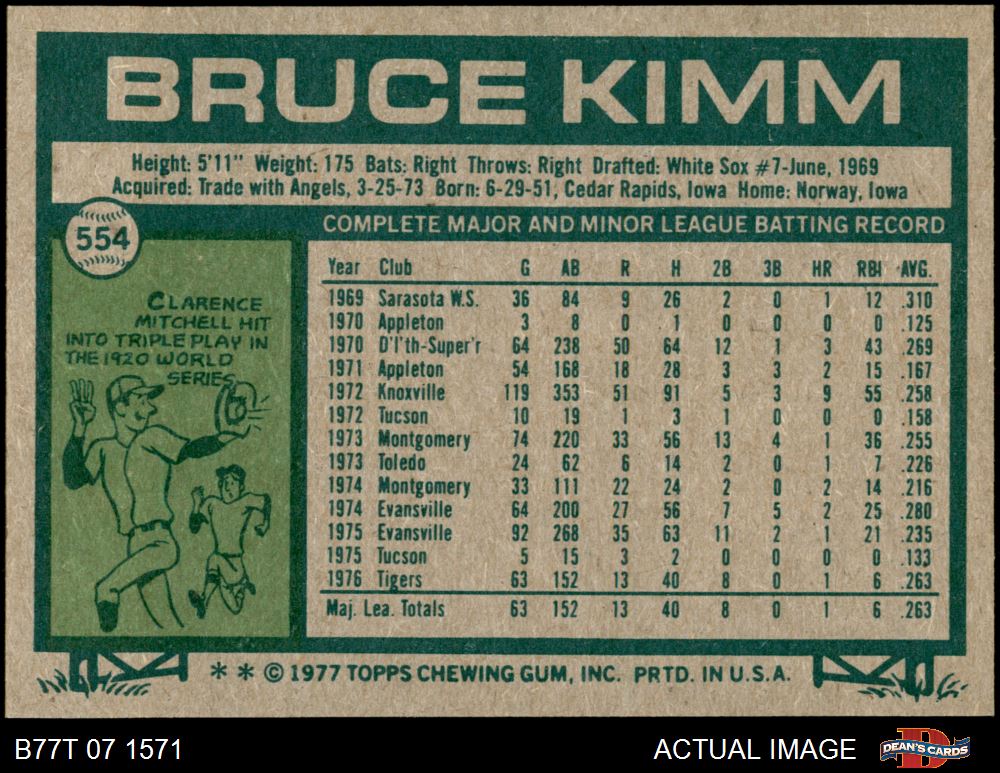 BRUCE KIMM
Height: 5'11" Weight: 175 Bats: Right Throws: Right Drafted: White Sox #7-June, 1969
Acquired: Trade with Angels, 3-25-73 Born: 6-29-51, Cedar Rapids, Iowa Home: Norway, Iowa
554
COMPLETE MAJOR AND MINOR LEAGUE BATTING RECORD
CLARENCE
MITCHELL HIT
INTO TRIPLE PLAY IN
THE 1920 WORLD
SERIES
Year Club G AB R H 2B 3B HR RBI AVG.
1969 Sarasota W.S. 36 84 9 26 2 0 1 12 .310
1970 Appleton 3 8 0 1 0 0 0 0 .125
1970 D'l'th-Super'r 64 238 50 64 12 1 3 43 .269
1971 Appleton 54 168 18 28 3 3 2 15 .167
1972 Knoxville 119 353 51 91 5 3 9 55 .258
1972 Tucson 10 19 1 3 1 0 0 0 .158
1973 Montgomery 74 220 33 56 13 4 1 36 .255
1973 Toledo 24 62 6 14 2 0 1 7 .226
1974 Montgomery 33 111 22 24 2 0 2 14 .216
1974 Evansville 64 200 27 56 7 5 2 25 .280
1975 Evansville 92 268 35 63 11 2 1 21 .235
1975 Tucson 5 15 3 2 0 0 0 0 .133
1976 Tigers 63 152 13 40 8 0 1 6 .263
Maj. Lea. Totals 63 152 13 40 8 0 1 6 .263
* * © 1977 TOPPS CHEWING GUM, INC. PRTD. IN U.S.A.
B77T 07 1571
ACTUAL IMAGE
DEAN'S CARDS